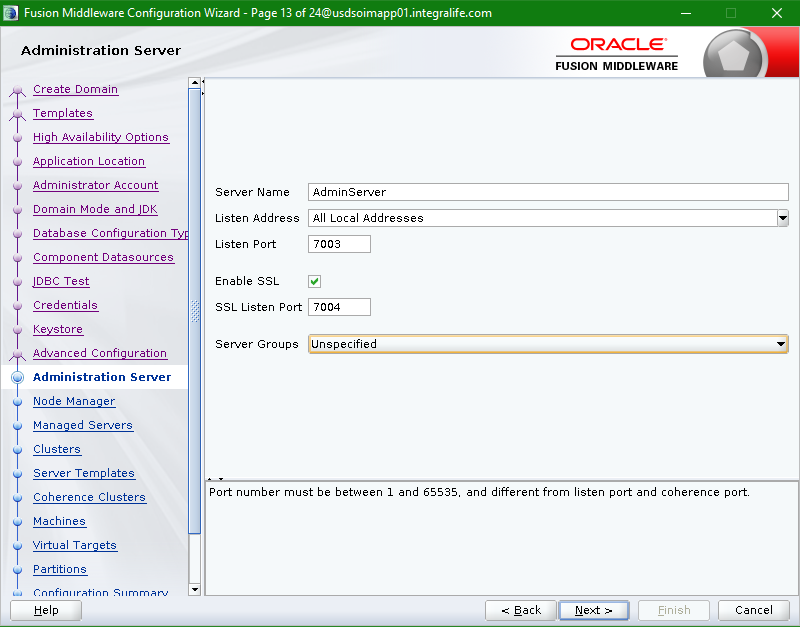 Fusion Middleware Configuration Wizard - Page 13 of 24@usdsoimapp01.integralife.com
Administration Server
ORACLE
FUSION MIDDLEWARE
Create Domain
Templates
High Availability Options
Application Location
Administrator Account
Domain Mode and JDK
Database Configuration Typ
Component Datasources
JDBC Test
Credentials
Keystore
Advanced Configuration
Administration Server
Node Manager
Managed Servers
Clusters
Server Templates
Coherence Clusters
Machines
Virtual Targets
Partitions
Configuration Summary
Server Name AdminServer
Listen Address All Local Addresses
Listen Port 7003
Enable SSL
SSL Listen Port 7004
Server Groups Unspecified
Port number must be between 1 and 65535, and different from listen port and coherence port.
Help < Back Next > Finish Cancel